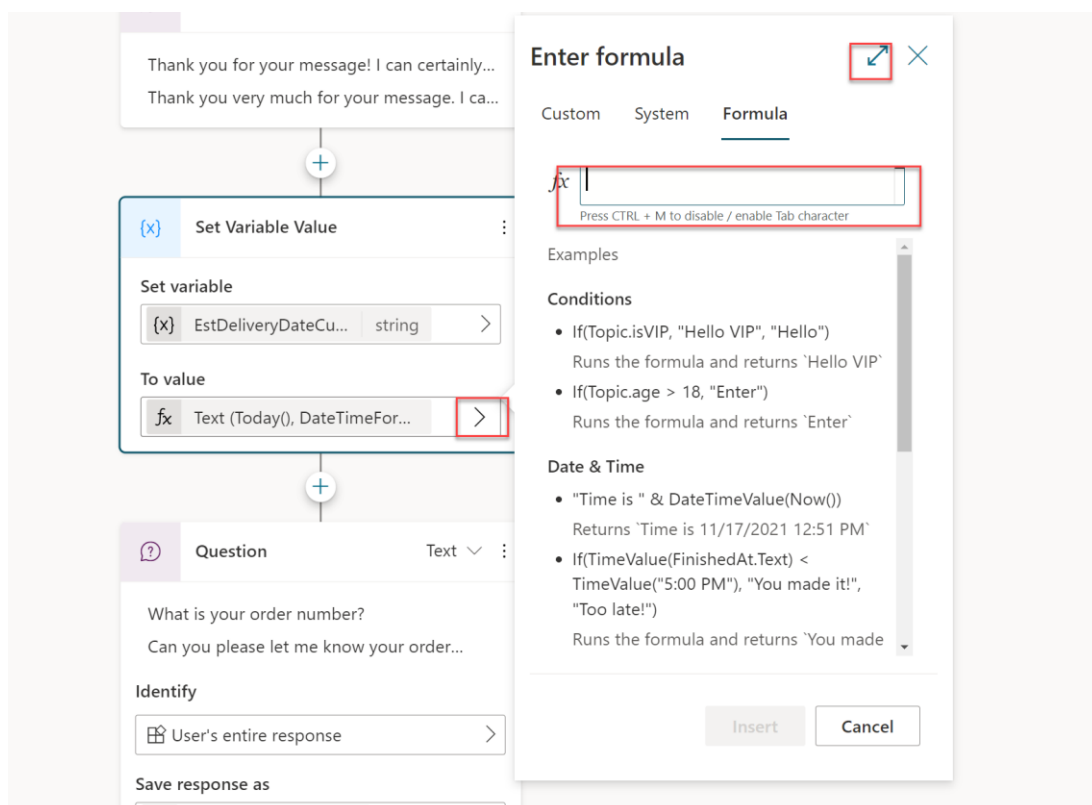 Thank you for your message! I can certainly...
Thank you very much for your message. I ca...
{x} Set Variable Value
Set variable
{x} EstDeliveryDateCu... string
To value
fx Text (Today(), DateTimeFor...
Question Text
What is your order number?
Can you please let me know your order...
Identify
User's entire response
Save response as
Enter formula
Custom System Formula
fx
Press CTRL + M to disable / enable Tab character
Examples
Conditions
• If(Topic.isVIP, "Hello VIP", "Hello")
Runs the formula and returns `Hello VIP`
• If(Topic.age > 18, "Enter")
Runs the formula and returns `Enter`
Date & Time
• "Time is " & DateTimeValue(Now())
Returns `Time is 11/17/2021 12:51 PM`
• If(TimeValue(FinishedAt.Text) <
TimeValue("5:00 PM"), "You made it!",
"Too late!")
Runs the formula and returns `You made
Insert Cancel